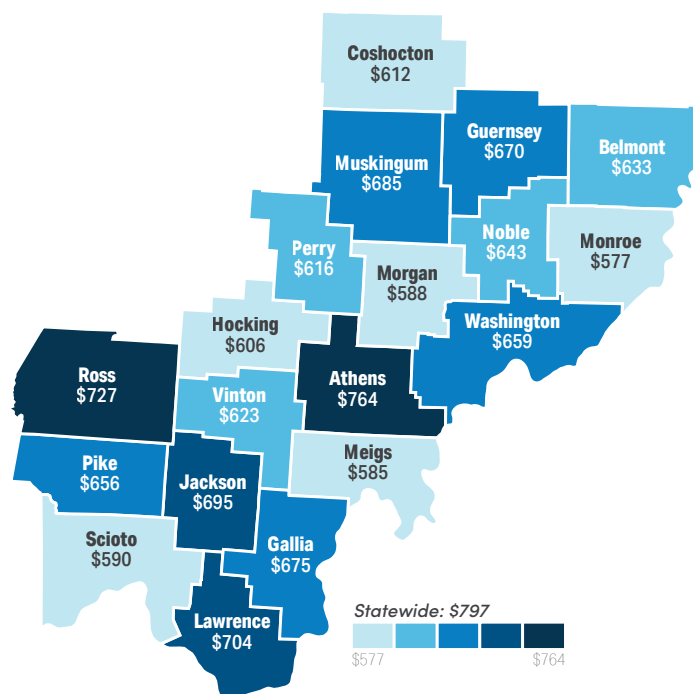 Coshocton
$612
Guernsey
$670
Belmont
$633
Muskingum
$685
Noble
$643
Monroe
$577
Perry
$616
Morgan
$588
Hocking
$606
Washington
$659
Ross
$727
Athens
$764
Vinton
$623
Meigs
$585
Pike
$656
Jackson
$695
Scioto
$590
Gallia
$675
Lawrence
$704
Statewide: $797
$577
$764